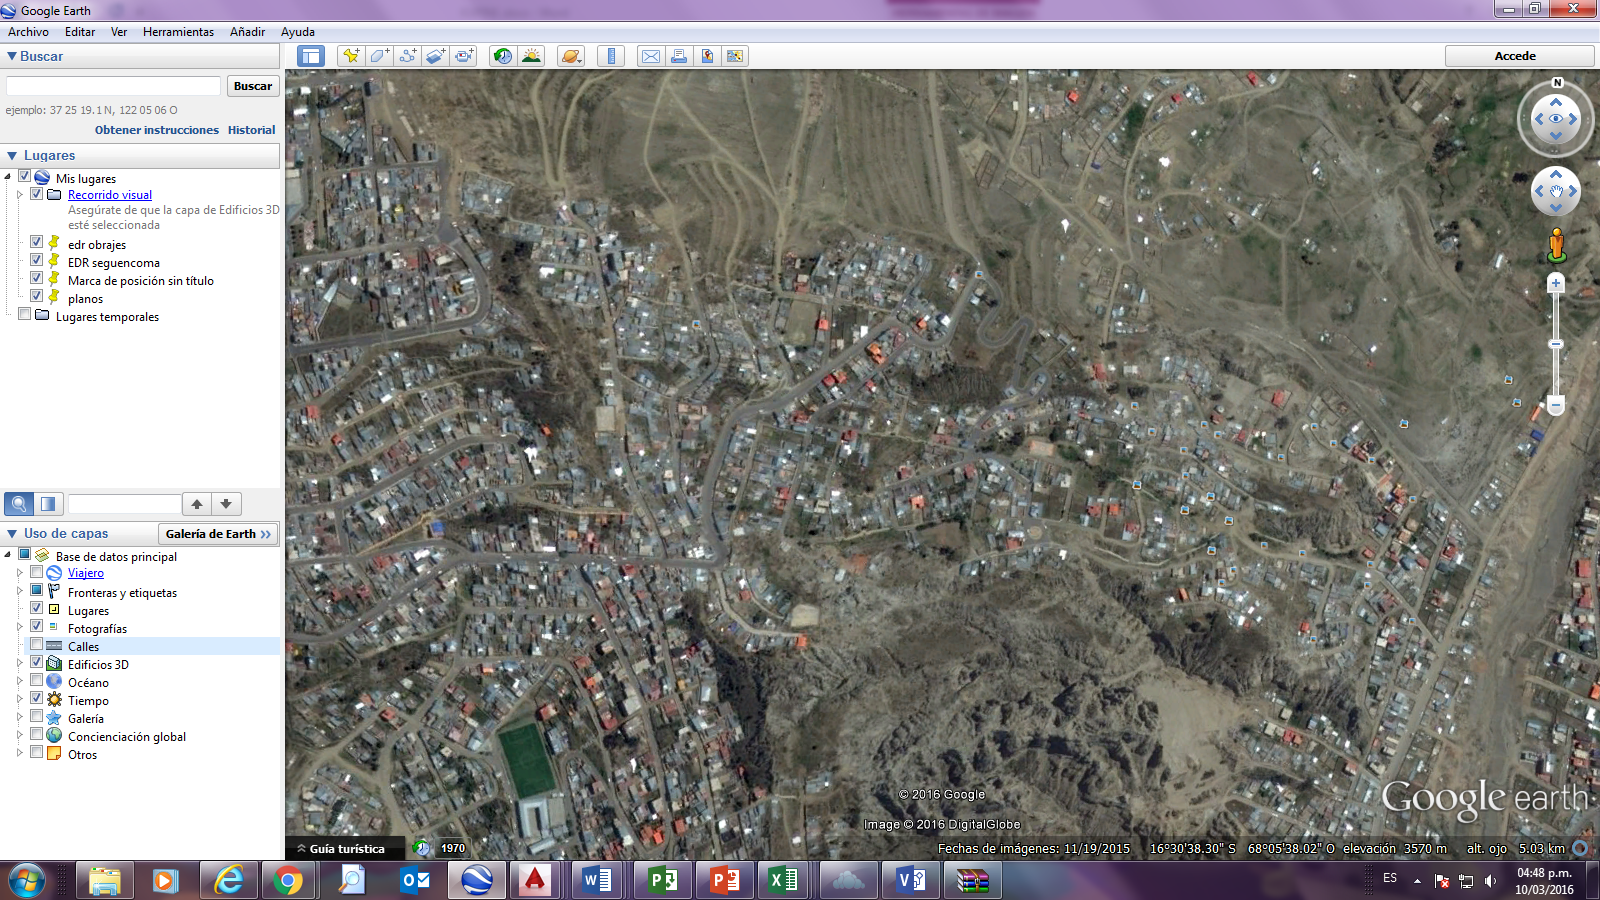 Google Earth
Archivo Editar Ver Herramientas Añadir Ayuda
Buscar
Accede
Buscar
ejemplo: 37 25 19.1 N, 122 05 06 O
Obtener instrucciones Historial
Lugares
Mis lugares
Recorrido visual
Asegúrate de que la capa de Edificios 3D
esté seleccionada
edr obrajes
EDR seguencoma
Marca de posición sin título
planos
Lugares temporales
Uso de capas
Galería de Earth >>
Base de datos principal
Viajero
Fronteras y etiquetas
Lugares
Fotografías
Calles
Edificios 3D
Océano
Tiempo
Galería
Concienciación global
Otros
N
© 2016 Google
Image © 2016 DigitalGlobe
Google earth
Guía turística
1970
Fechas de imágenes: 11/19/2015 16°30'38.30" S 68°05'38.02" O elevación 3570 m alt. ojo 5.03 km
ES
04:48 p.m.
10/03/2016